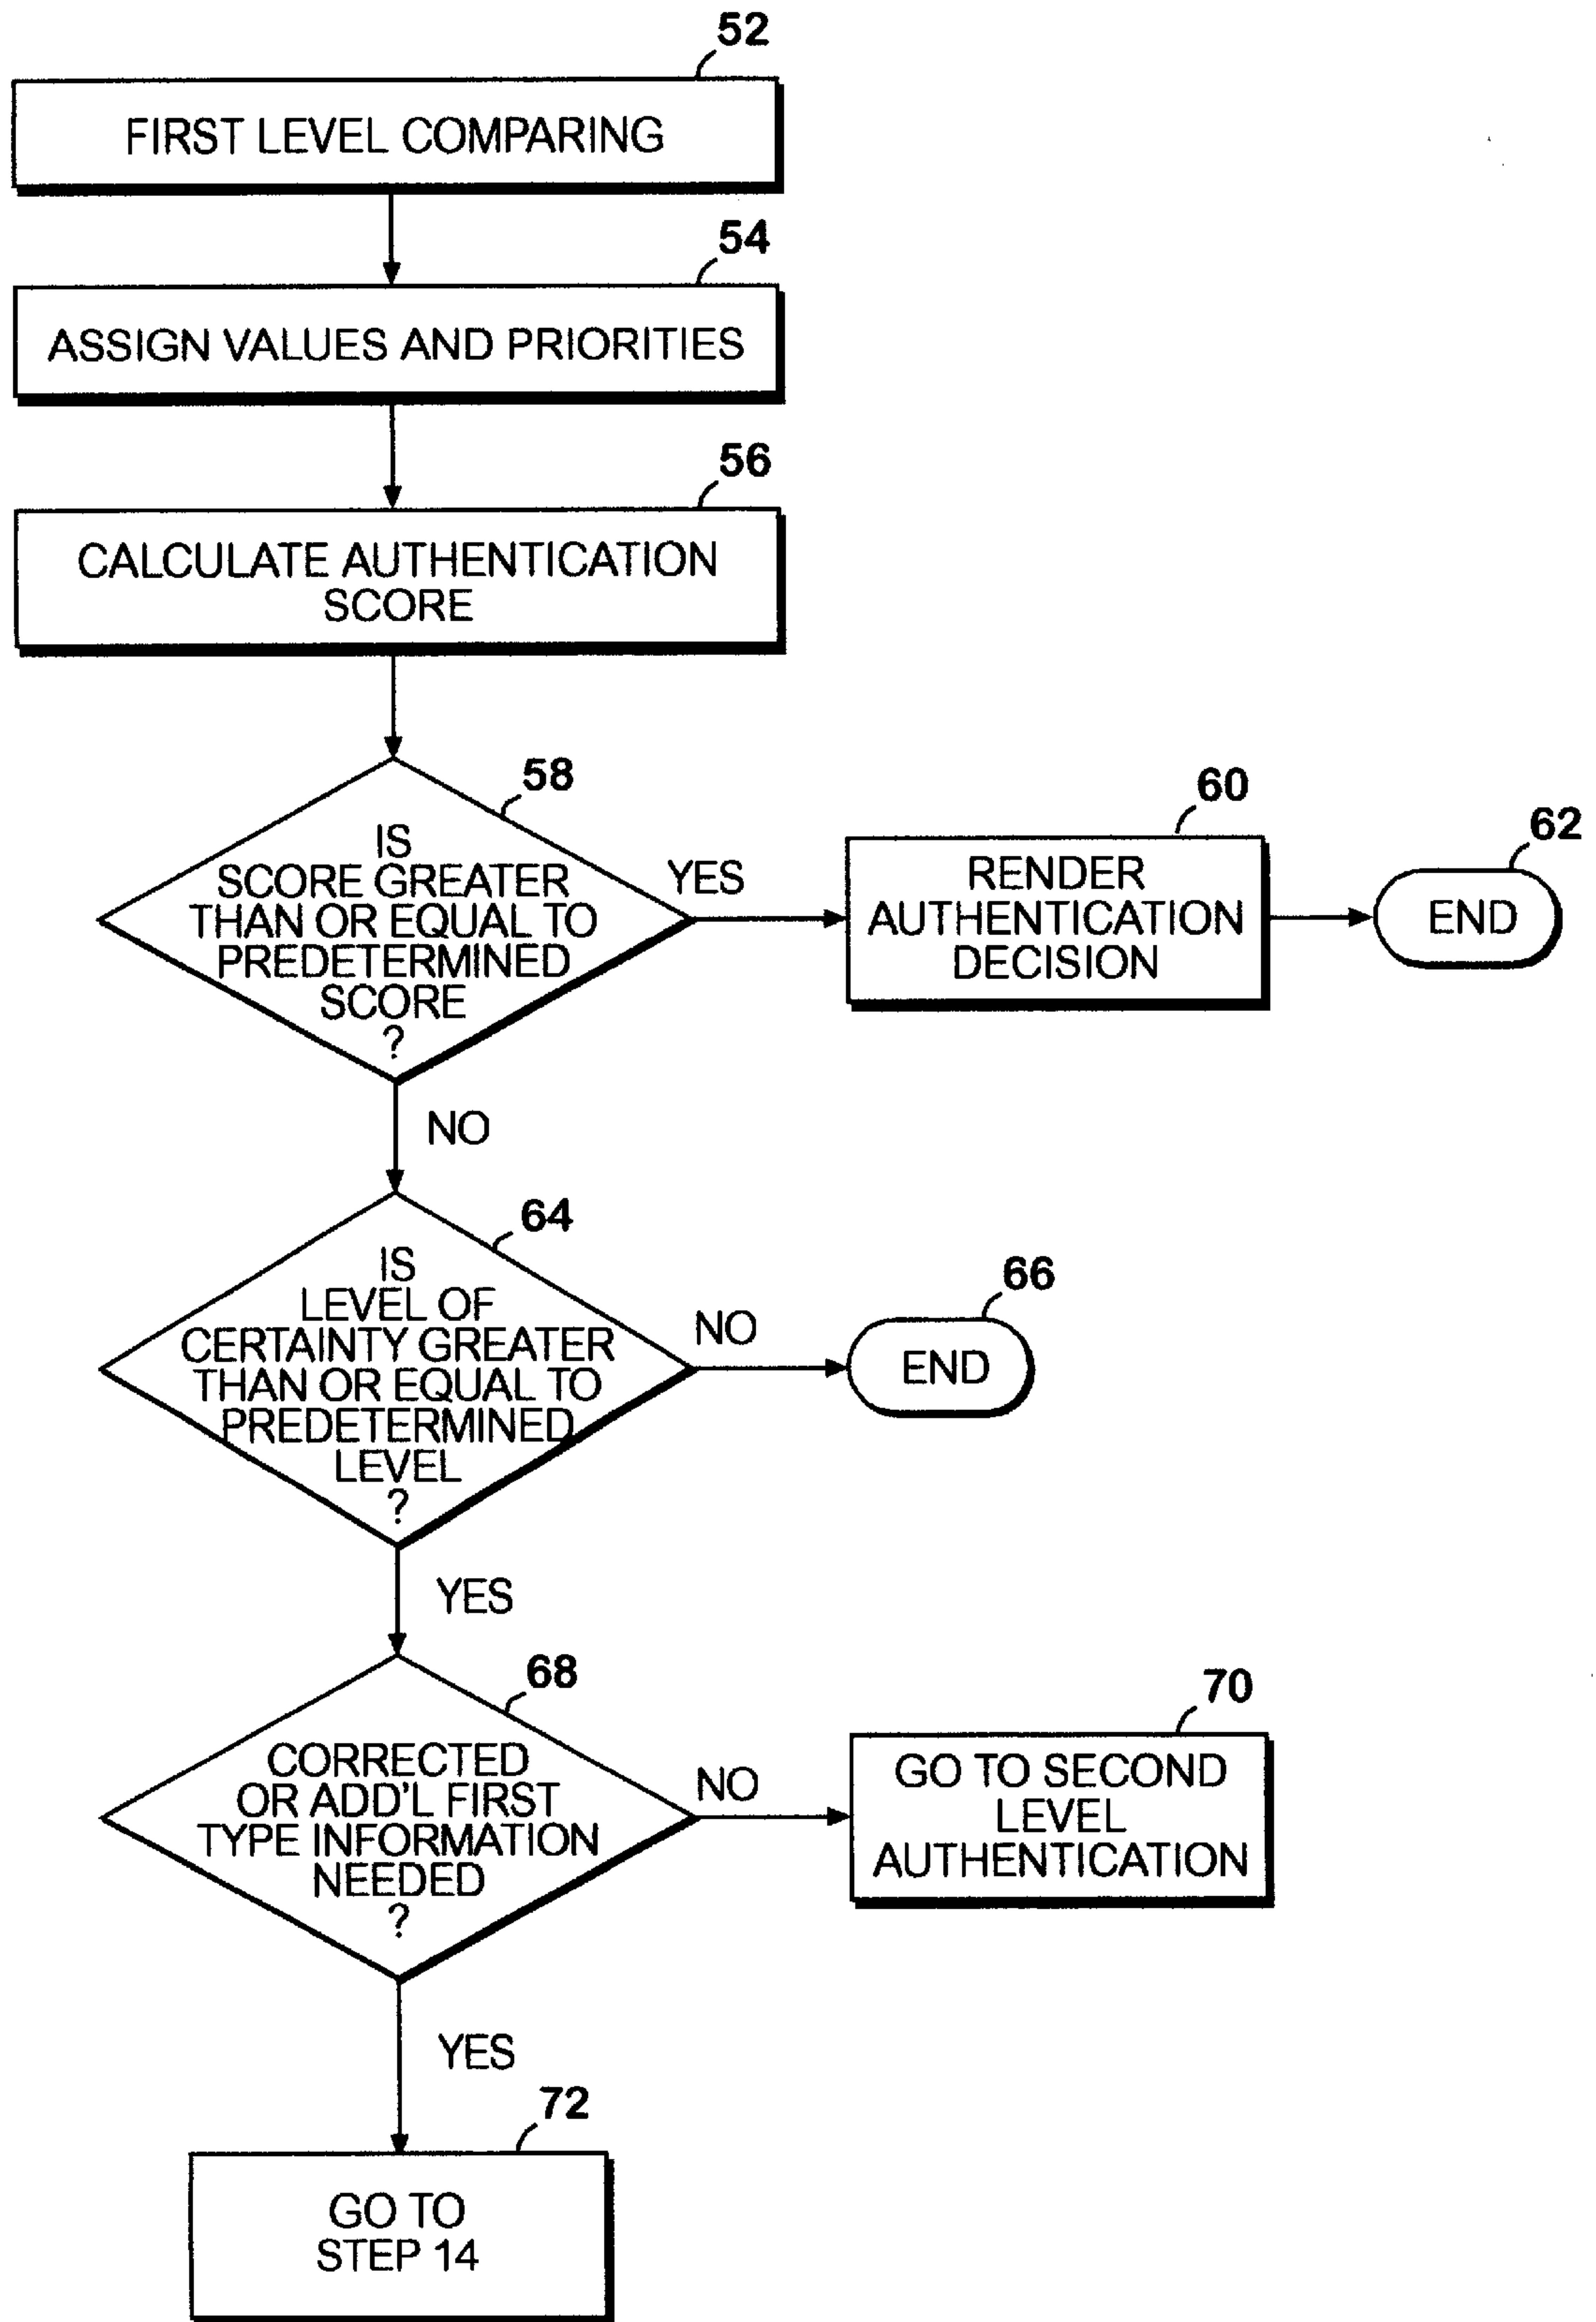 52
FIRST LEVEL COMPARING
54
ASSIGN VALUES AND PRIORITIES
56
CALCULATE AUTHENTICATION
SCORE
58
IS
SCORE GREATER
THAN OR EQUAL TO
PREDETERMINED
SCORE
?
YES
60
RENDER
AUTHENTICATION
DECISION
62
END
NO
64
IS
LEVEL OF
CERTAINTY GREATER
THAN OR EQUAL TO
PREDETERMINED
LEVEL
?
NO
66
END
YES
68
CORRECTED
OR ADD'L FIRST
TYPE INFORMATION
NEEDED
?
NO
70
GO TO SECOND
LEVEL
AUTHENTICATION
YES
72
GO TO
STEP 14